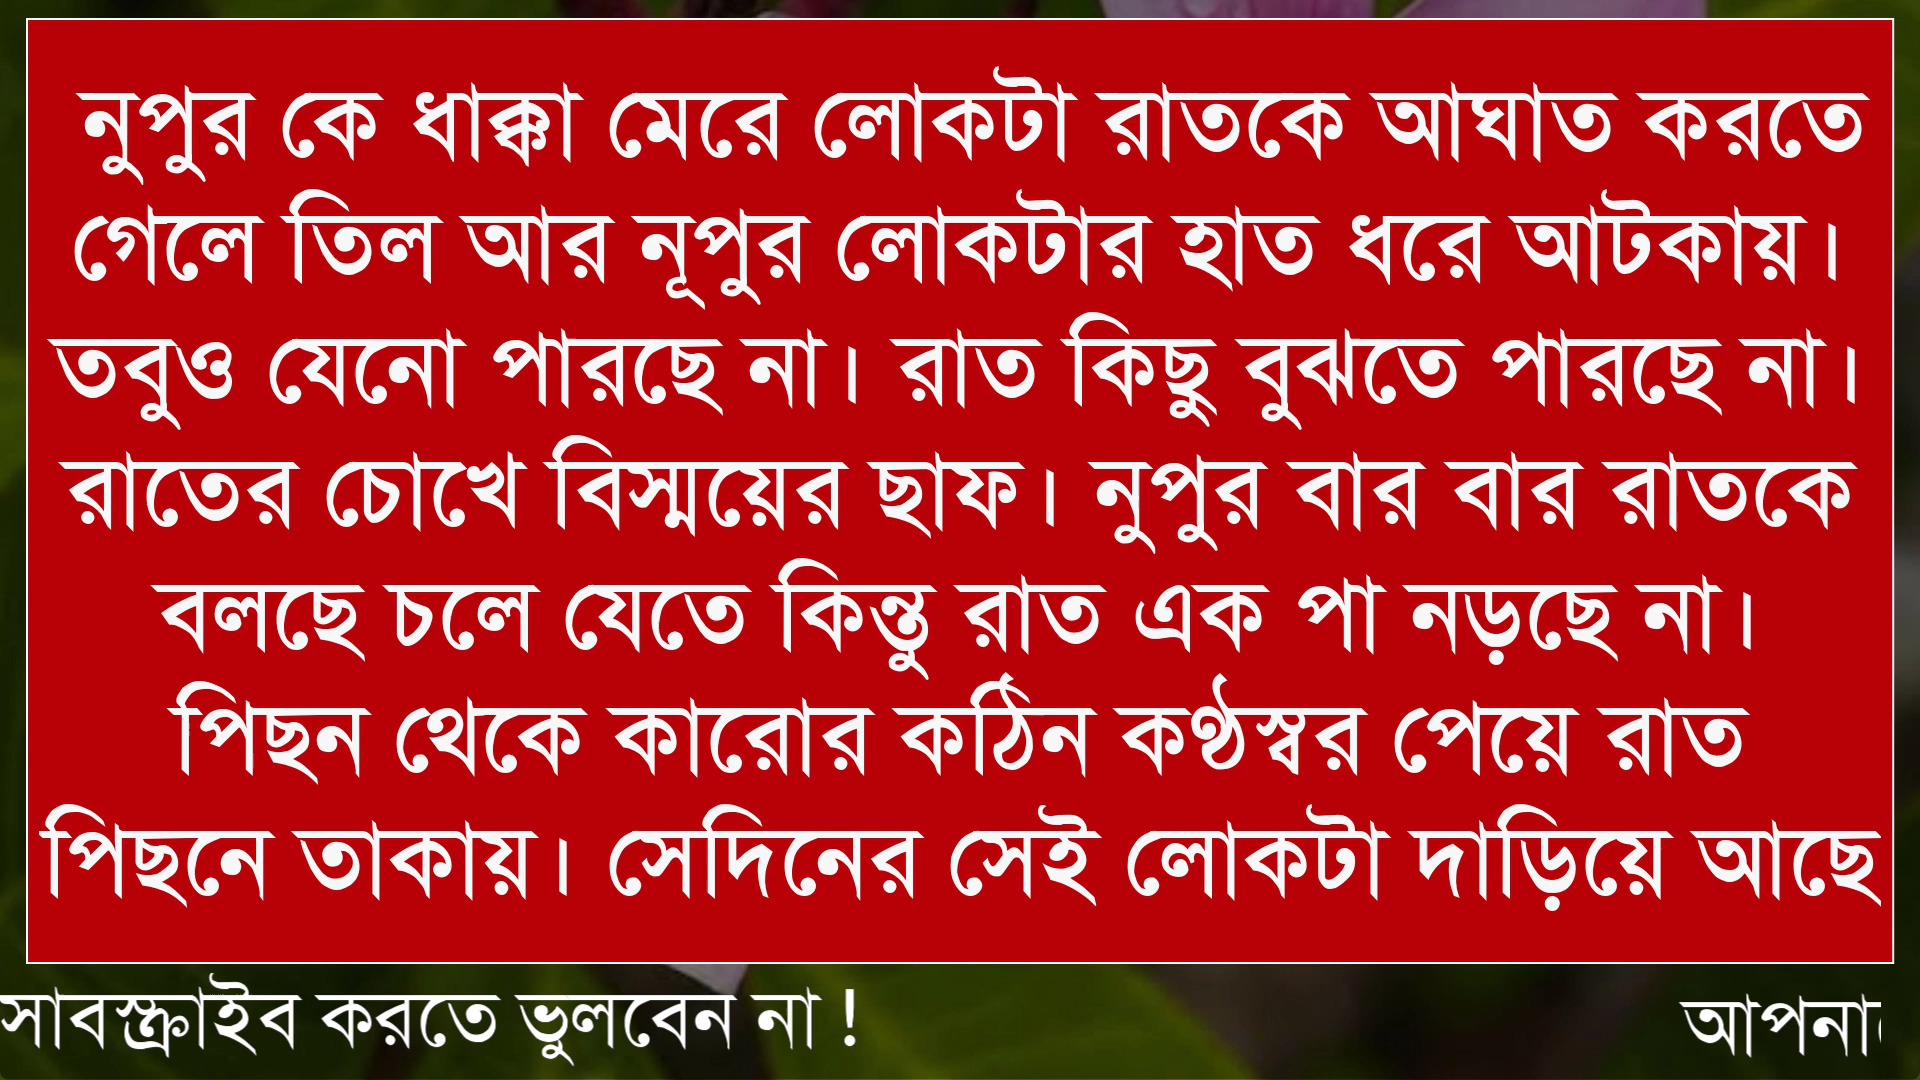 নুপুর কে ধাক্কা মেরে লোকটা রাতকে আঘাত করতে
গেলে তিল আর নূপুর লোকটার হাত ধরে আটকায়।
তবুও যেনো পারছে না। রাত কিছু বুঝতে পারছে না।
রাতের চোখে বিস্ময়ের ছাফ। নুপুর বার বার রাতকে
বলছে চলে যেতে কিন্তু রাত এক পা নড়ছে না।
পিছন থেকে কারোর কঠিন কণ্ঠস্বর পেয়ে রাত
পিছনে তাকায়। সেদিনের সেই লোকটা দাড়িয়ে আছে
সাবস্ক্রাইব করতে ভুলবেন না !